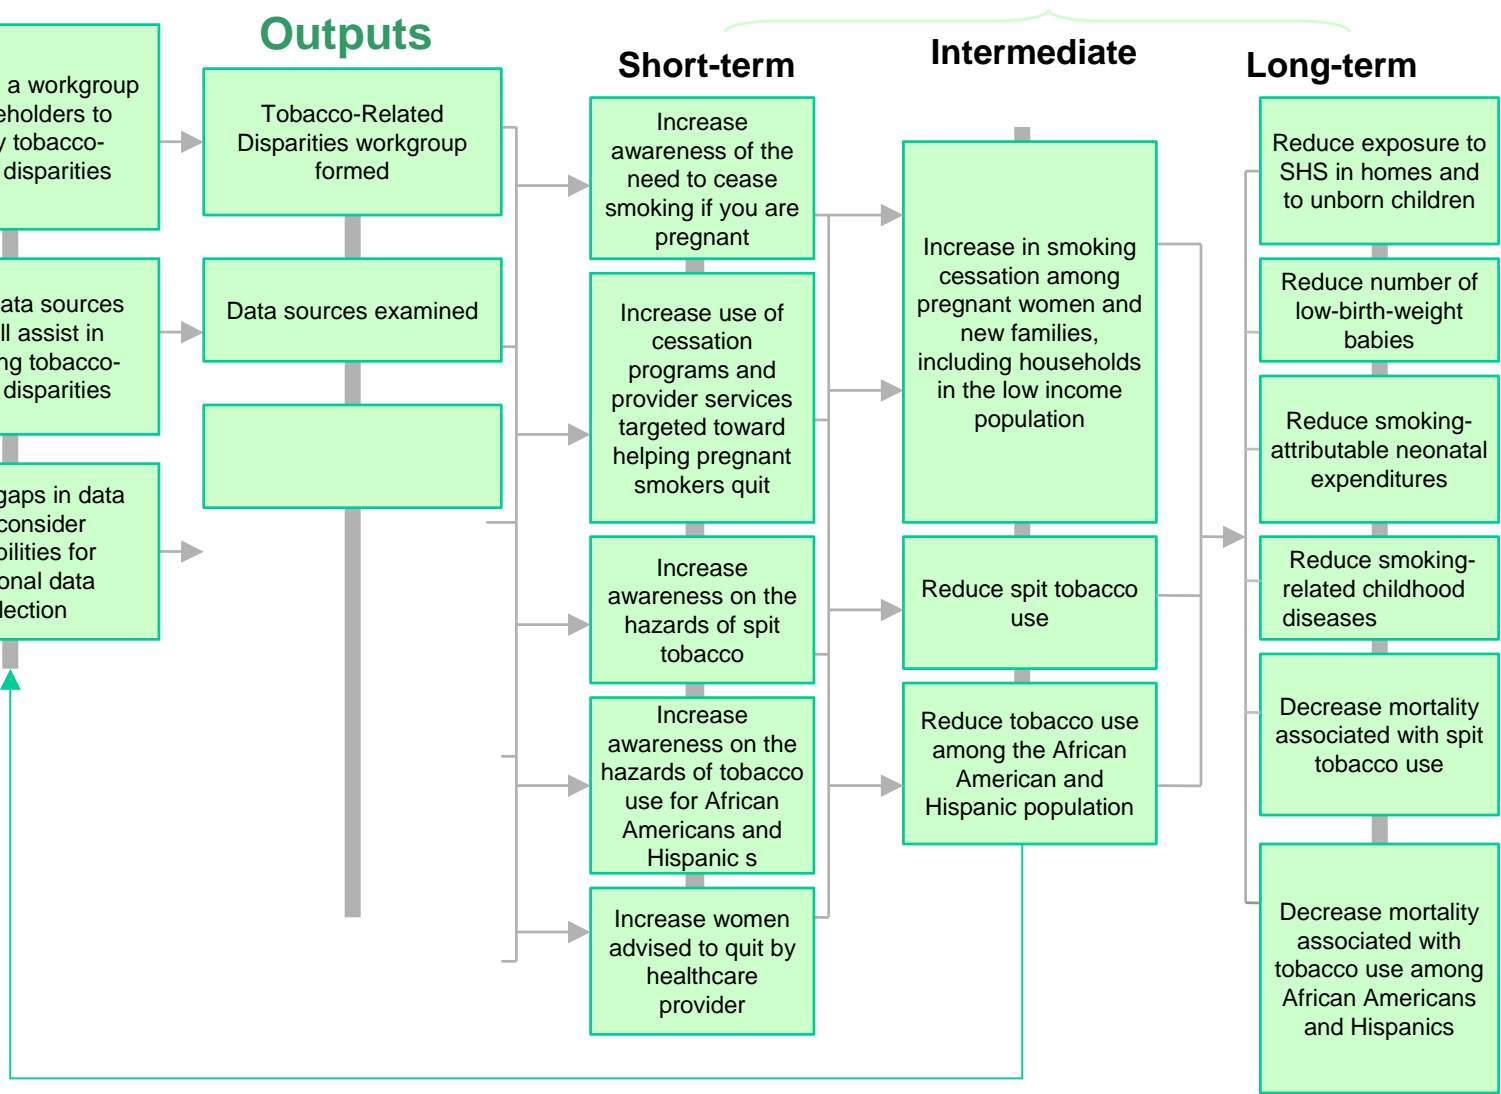 Outputs
Short-term
Intermediate
Long-term
a workgroup
eholders to
y tobacco-
disparities
ata sources
ll assist in
ng tobacco-
disparities
gaps in data
consider
bilities for
onal data
lection
Tobacco-Related
Disparities workgroup
formed
Data sources examined
Increase
awareness of the
need to cease
smoking if you are
pregnant
Increase use of
cessation
programs and
provider services
targeted toward
helping pregnant
smokers quit
Increase
awareness on the
hazards of spit
tobacco
Increase
awareness on the
hazards of tobacco
use for African
Americans and
Hispanic s
Increase women
advised to quit by
healthcare
provider
Increase in smoking
cessation among
pregnant women and
new families,
including households
in the low income
population
Reduce spit tobacco
use
Reduce tobacco use
among the African
American and
Hispanic population
Reduce exposure to
SHS in homes and
to unborn children
Reduce number of
low-birth-weight
babies
Reduce smoking-
attributable neonatal
expenditures
Reduce smoking-
related childhood
diseases
Decrease mortality
associated with spit
tobacco use
Decrease mortality
associated with
tobacco use among
African Americans
and Hispanics